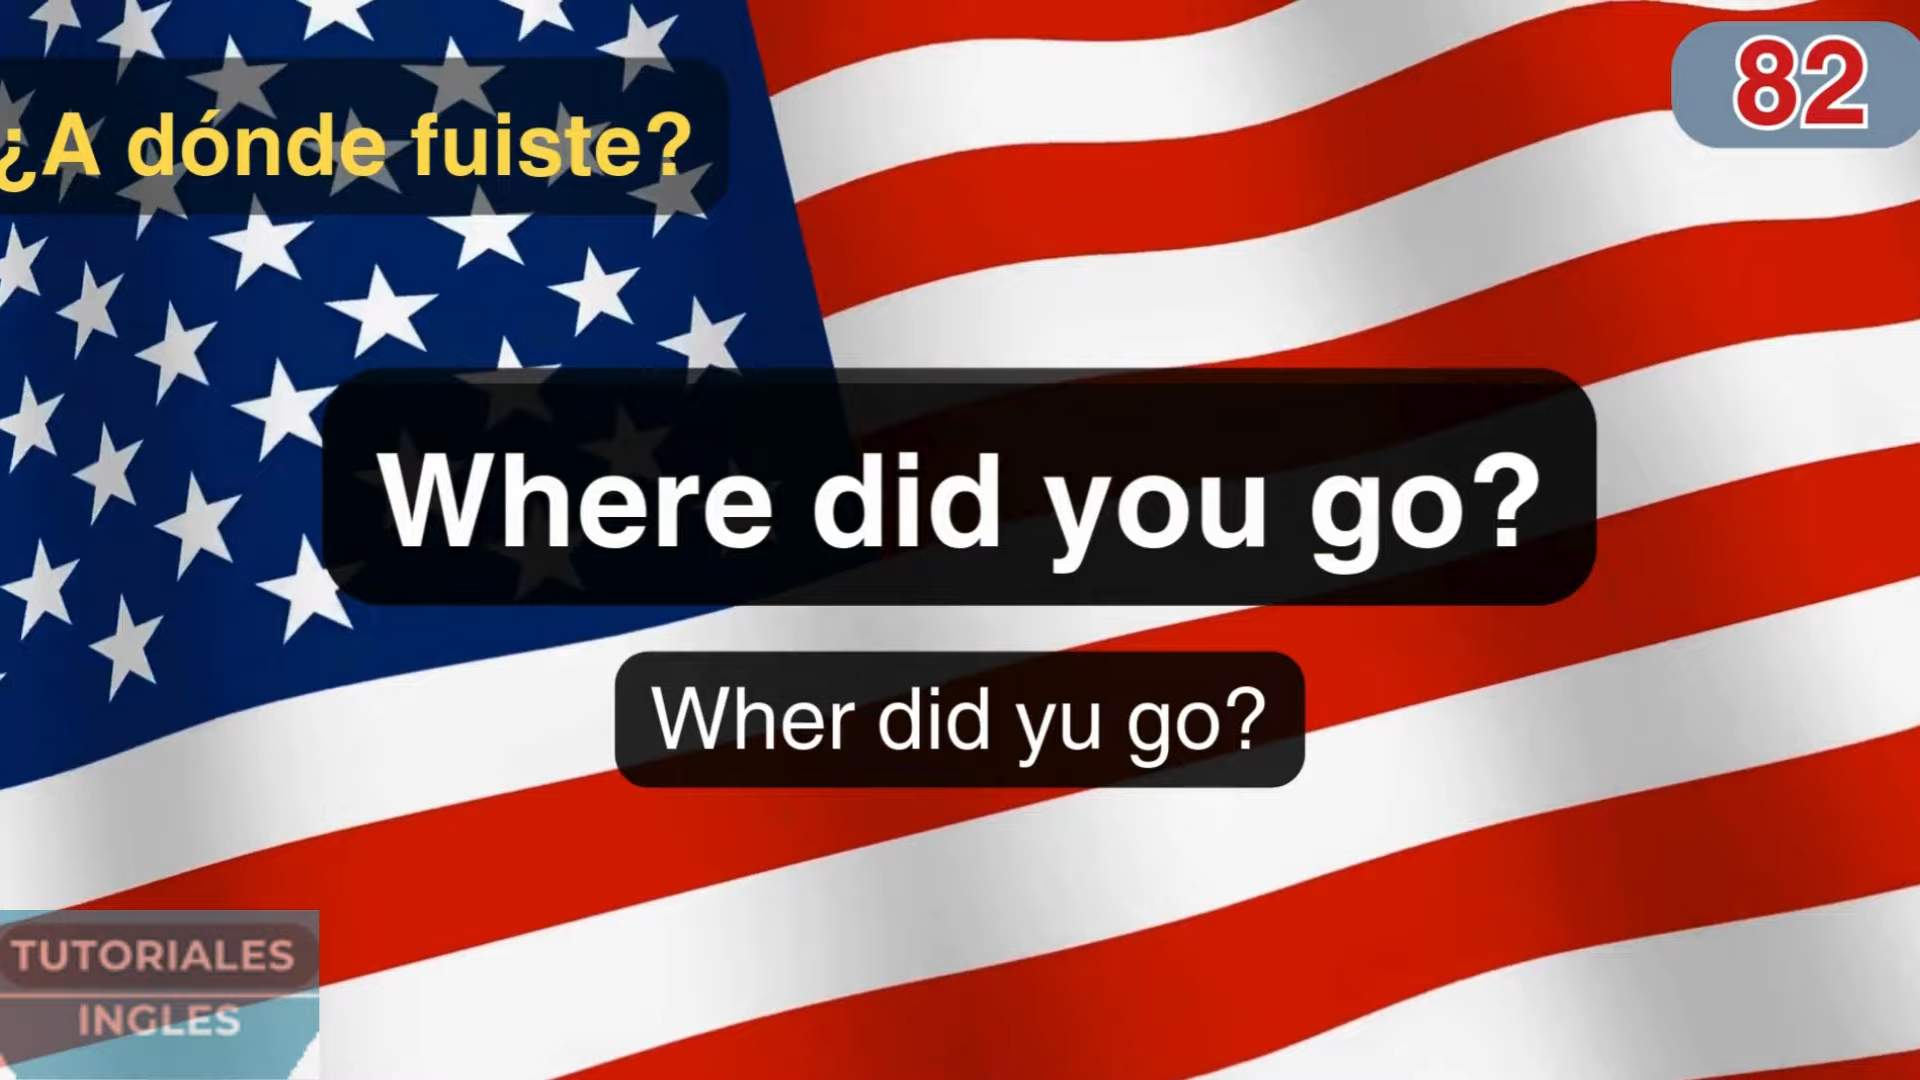 ¿A dónde fuiste?
82
Where did you go?
Wher did yu go?
TUTORIALES
INGLES